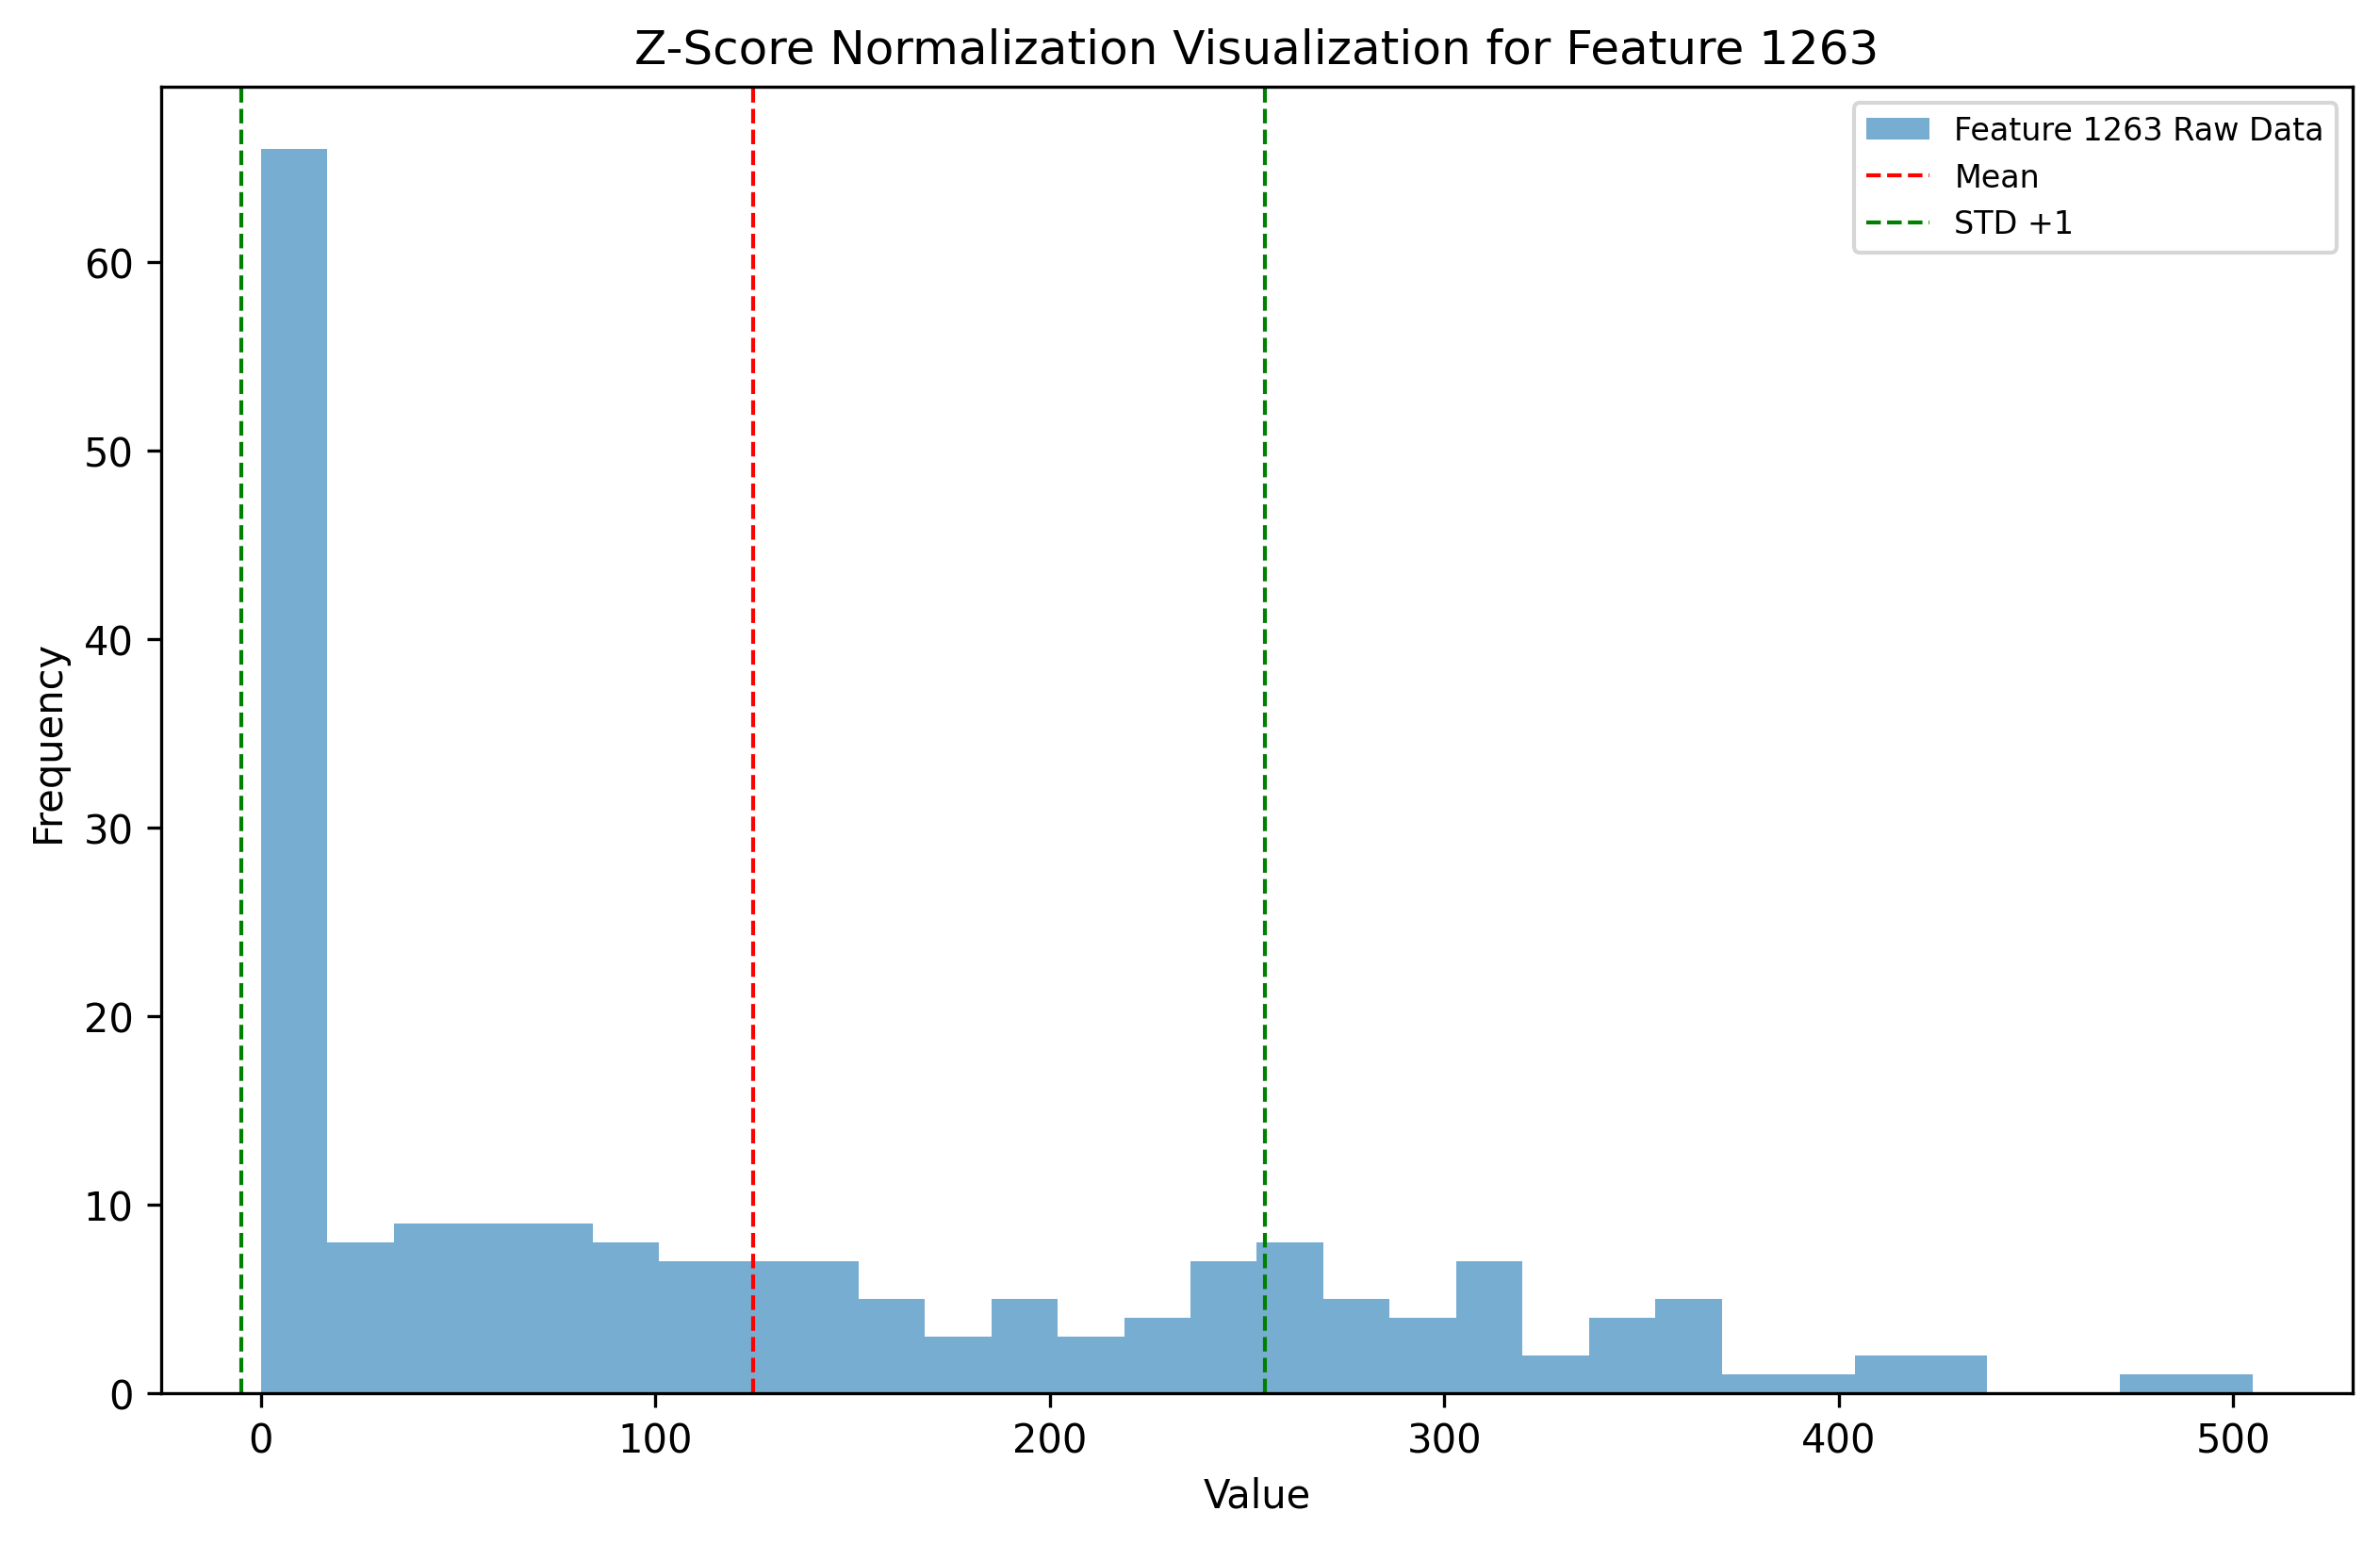 Z-Score Normalization Visualization for Feature 1263
Feature 1263 Raw Data
Mean
STD +1
Frequency
60
50
40
30
20
10
0
0 100 200 300 400 500
Value